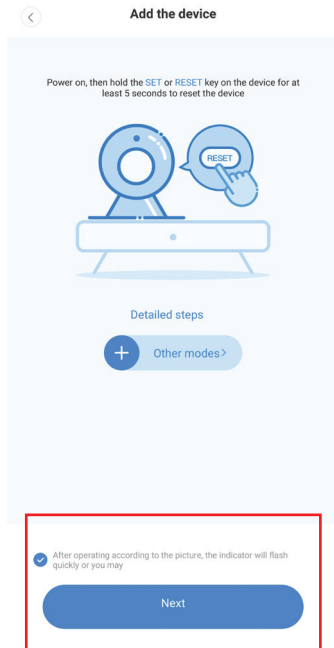 Add the device
Power on, then hold the SET or RESET key on the device for at
least 5 seconds to reset the device
RESET
Detailed steps
Other modes>
After operating according to the picture, the indicator will flash
quickly or you may
Next